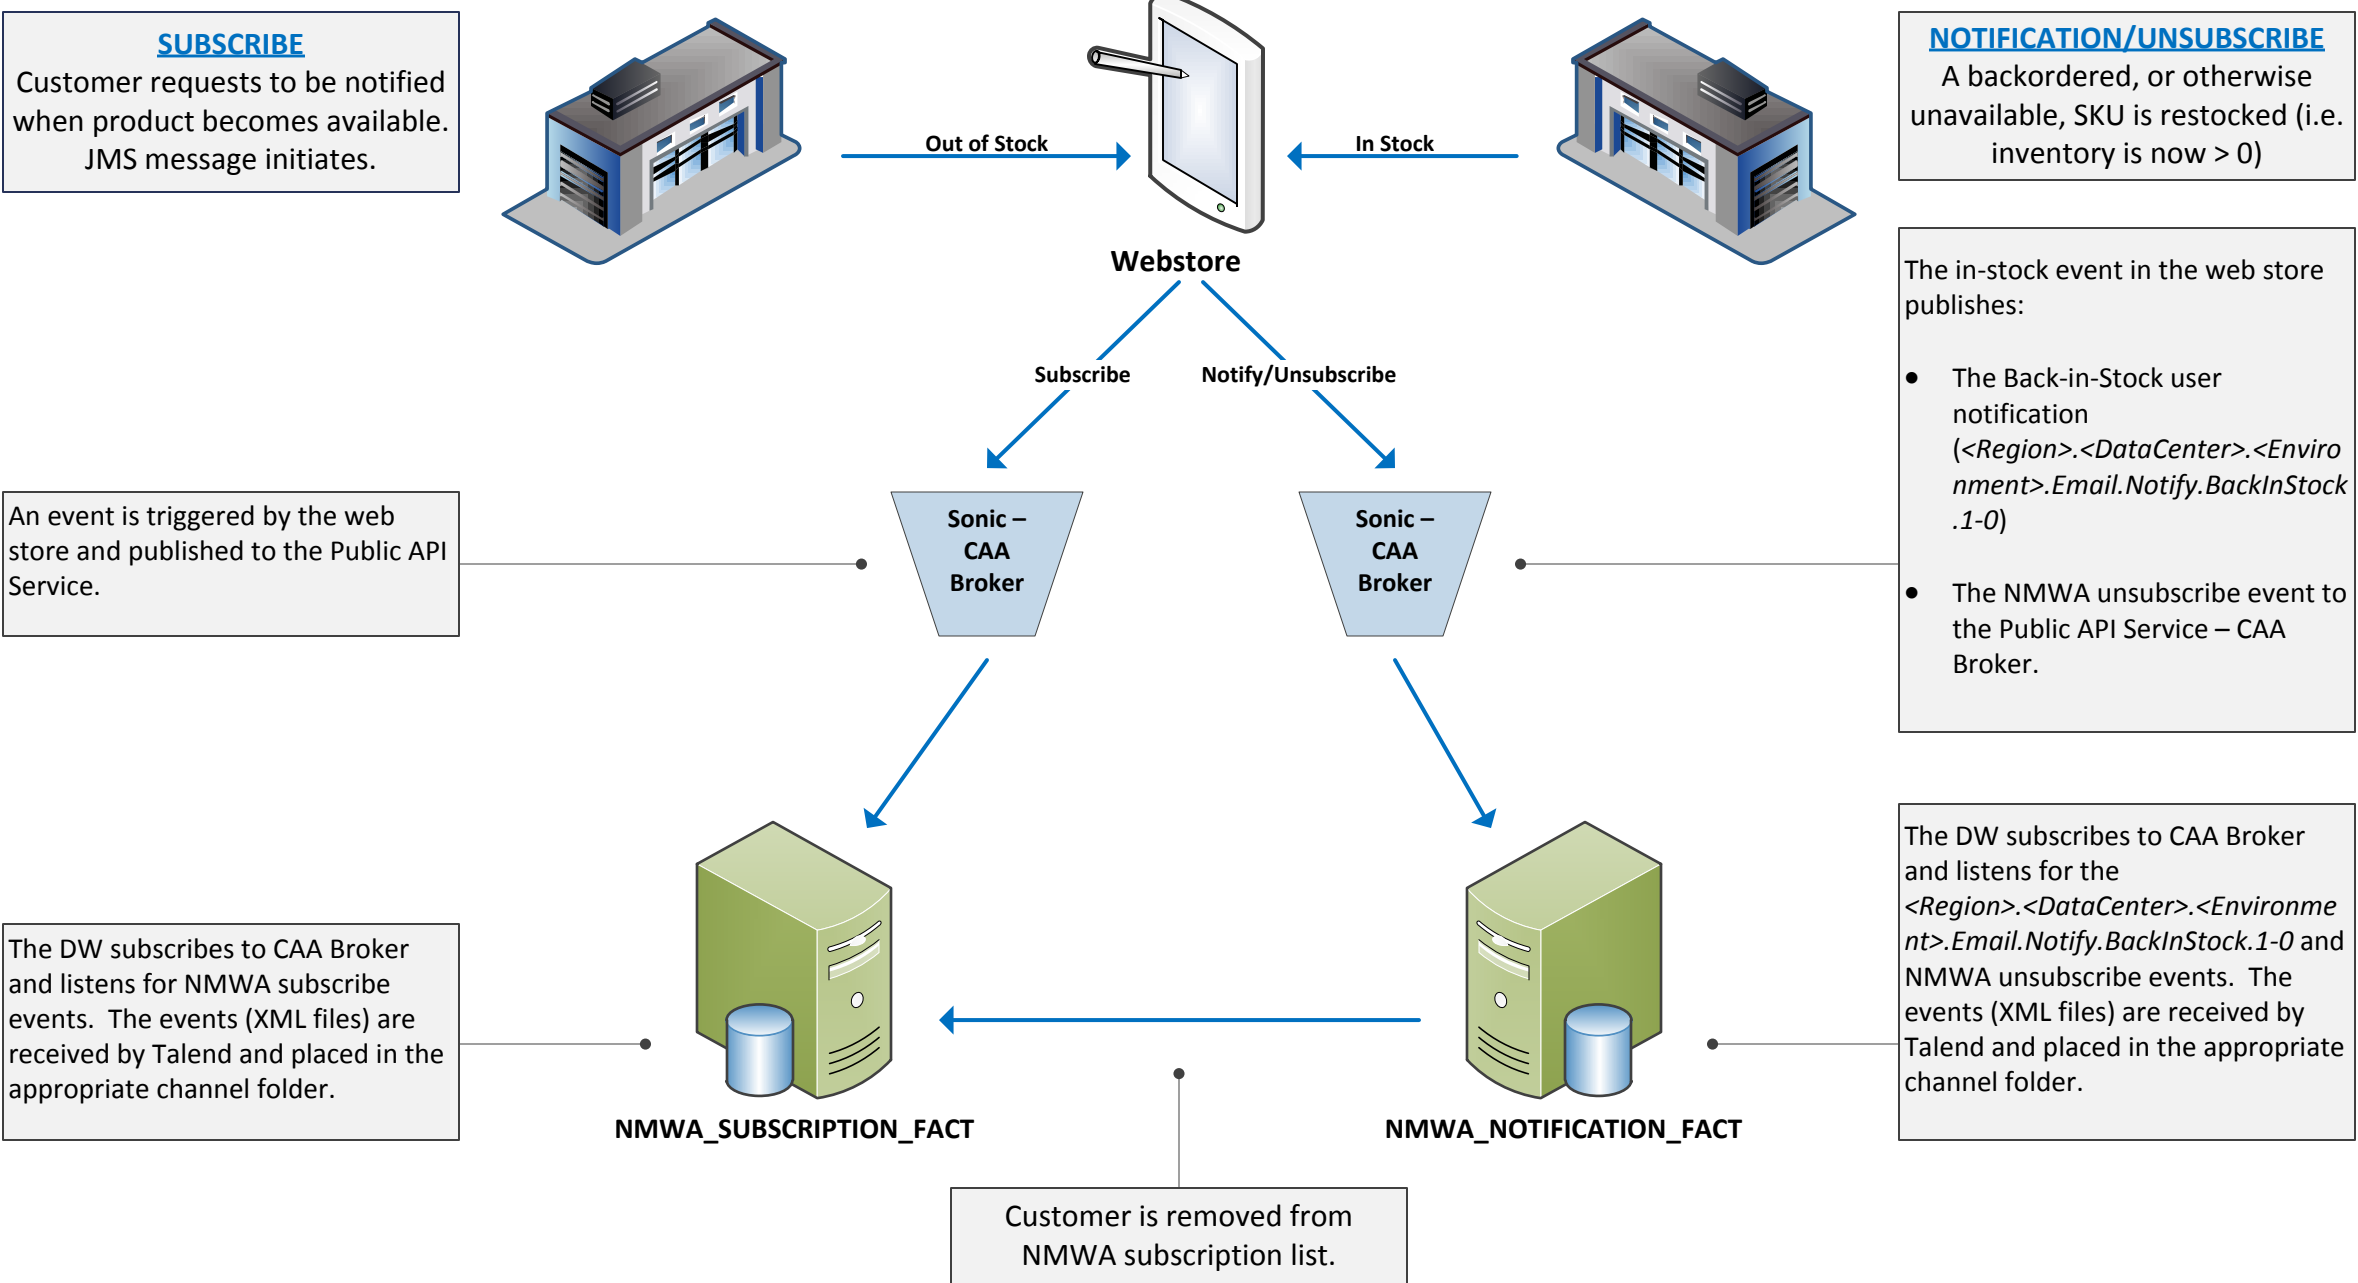 SUBSCRIBE
Customer requests to be notified
when product becomes available.
JMS message initiates.
Out of Stock
In Stock
NOTIFICATION/UNSUBSCRIBE
A backordered, or otherwise
unavailable, SKU is restocked (i.e.
inventory is now > 0)
Webstore
Subscribe
Notify/Unsubscribe
The in-stock event in the web store
publishes:
• The Back-in-Stock user
notification
(<Region>.<DataCenter>.<Enviro
nment>.Email.Notify.BackInStock
.1-0)
• The NMWA unsubscribe event to
the Public API Service – CAA
Broker.
An event is triggered by the web
store and published to the Public API
Service.
Sonic –
CAA
Broker
Sonic –
CAA
Broker
The DW subscribes to CAA Broker
and listens for NMWA subscribe
events.  The events (XML files) are
received by Talend and placed in the
appropriate channel folder.
The DW subscribes to CAA Broker
and listens for the
<Region>.<DataCenter>.<Environme
nt>.Email.Notify.BackInStock.1-0 and
NMWA unsubscribe events.  The
events (XML files) are received by
Talend and placed in the appropriate
channel folder.
NMWA_SUBSCRIPTION_FACT
NMWA_NOTIFICATION_FACT
Customer is removed from
NMWA subscription list.